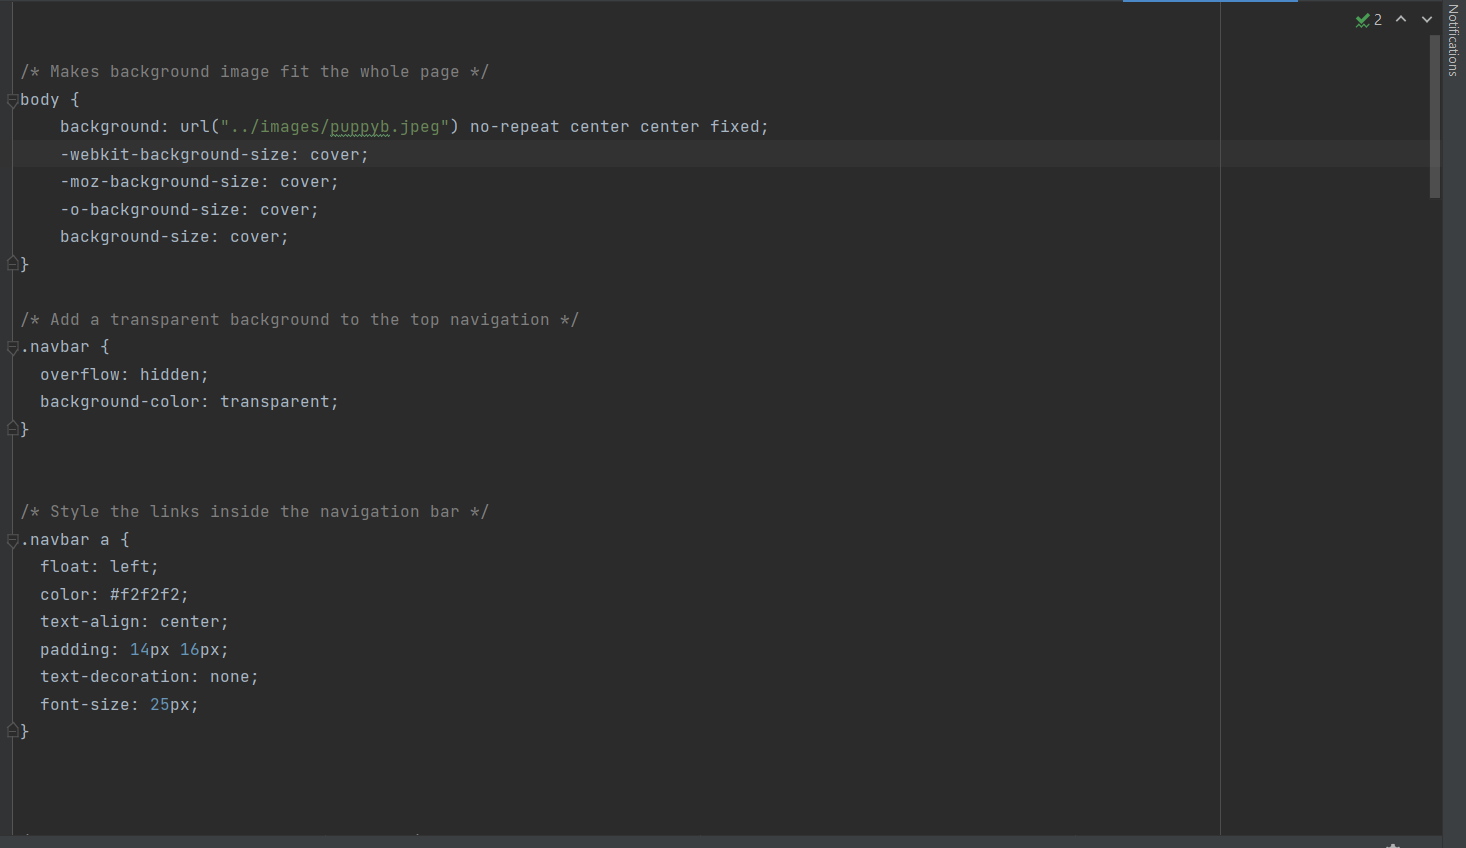 2
Notifications
/* Makes background image fit the whole page */
body {
    background: url("../images/puppyb.jpeg") no-repeat center center fixed;
    -webkit-background-size: cover;
    -moz-background-size: cover;
    -o-background-size: cover;
    background-size: cover;
}
/* Add a transparent background to the top navigation */
.navbar {
  overflow: hidden;
  background-color: transparent;
}
/* Style the links inside the navigation bar */
.navbar a {
  float: left;
  color: #f2f2f2;
  text-align: center;
  padding: 14px 16px;
  text-decoration: none;
  font-size: 25px;
}